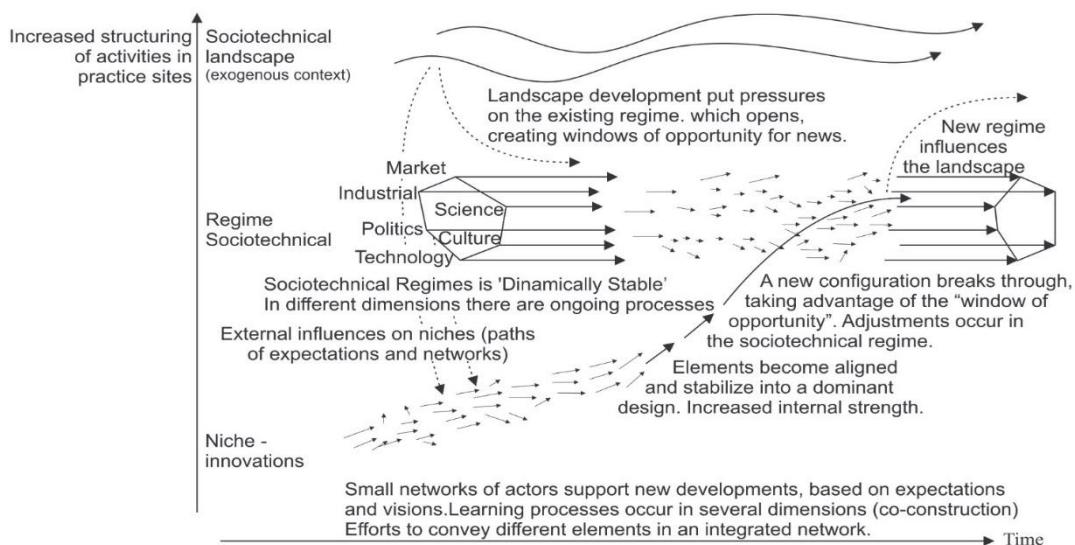 Increased structuring
of activities in
practice sites
Sociotechnical
landscape
(exogenous context)
Landscape development put pressures
on the existing regime. which opens,
creating windows of opportunity for news.
New regime
influences
the landscape
Market
Industrial
Science
Politics
Culture
Technology
Regime
Sociotechnical
Sociotechnical Regimes is 'Dinamically Stable'
In different dimensions there are ongoing processes
A new configuration breaks through,
taking advantage of the “window of
opportunity”. Adjustments occur in
the sociotechnical regime.
External influences on niches (paths
of expectations and networks)
Elements become aligned
and stabilize into a dominant
design. Increased internal strength.
Niche -
innovations
Small networks of actors support new developments, based on expectations
and visions.Learning processes occur in several dimensions (co-construction)
Efforts to convey different elements in an integrated network.
Time